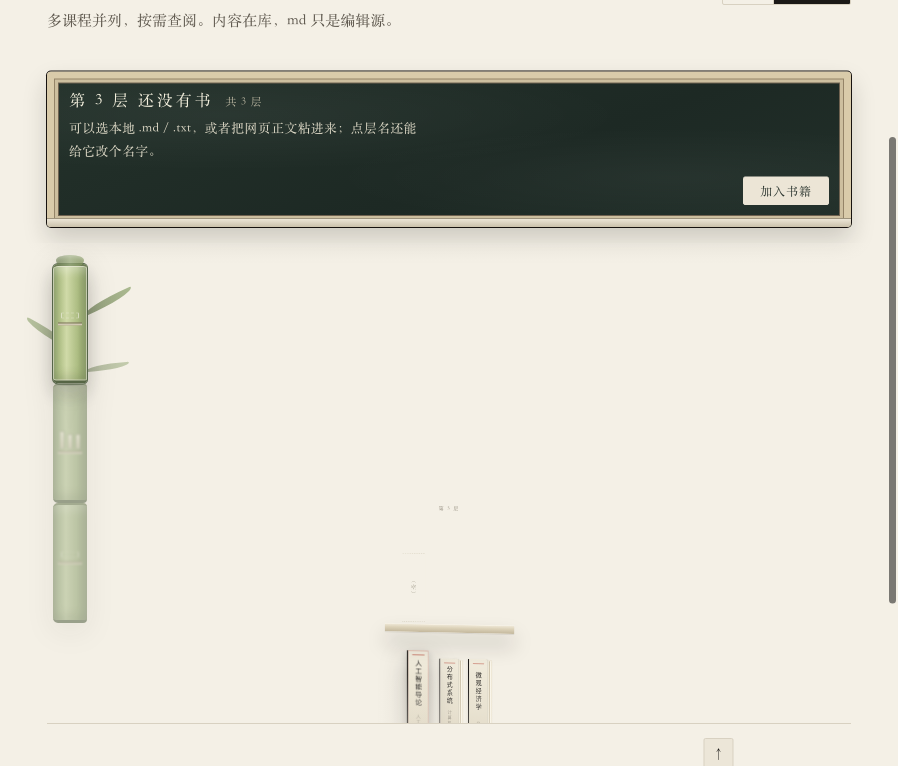 多课程并列，按需查阅。内容在库，md 只是编辑源。
第 3 层 还没有书 共 3 层
可以选本地 .md / .txt，或者把网页正文粘进来；点层名还能
给它改个名字。
加入书籍
第 3 层
（空）
人工智能导论
分布式系统
微观经济学
↑